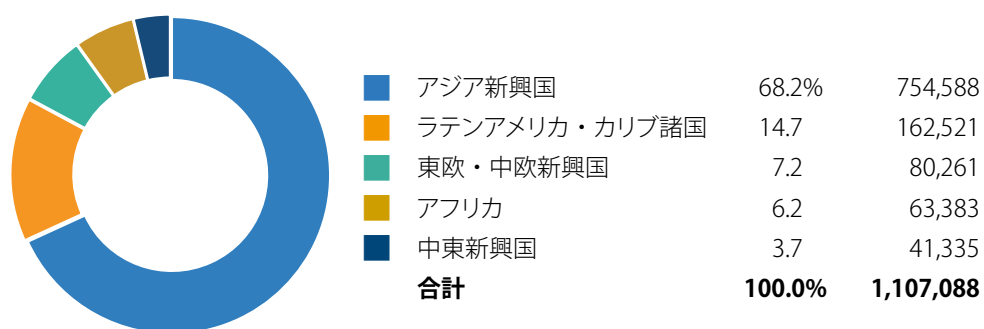 アジア新興国 68.2% 754,588
ラテンアメリカ・カリブ諸国 14.7 162,521
東欧・中欧新興国 7.2 80,261
アフリカ 6.2 63,383
中東新興国 3.7 41,335
合計 100.0% 1,107,088